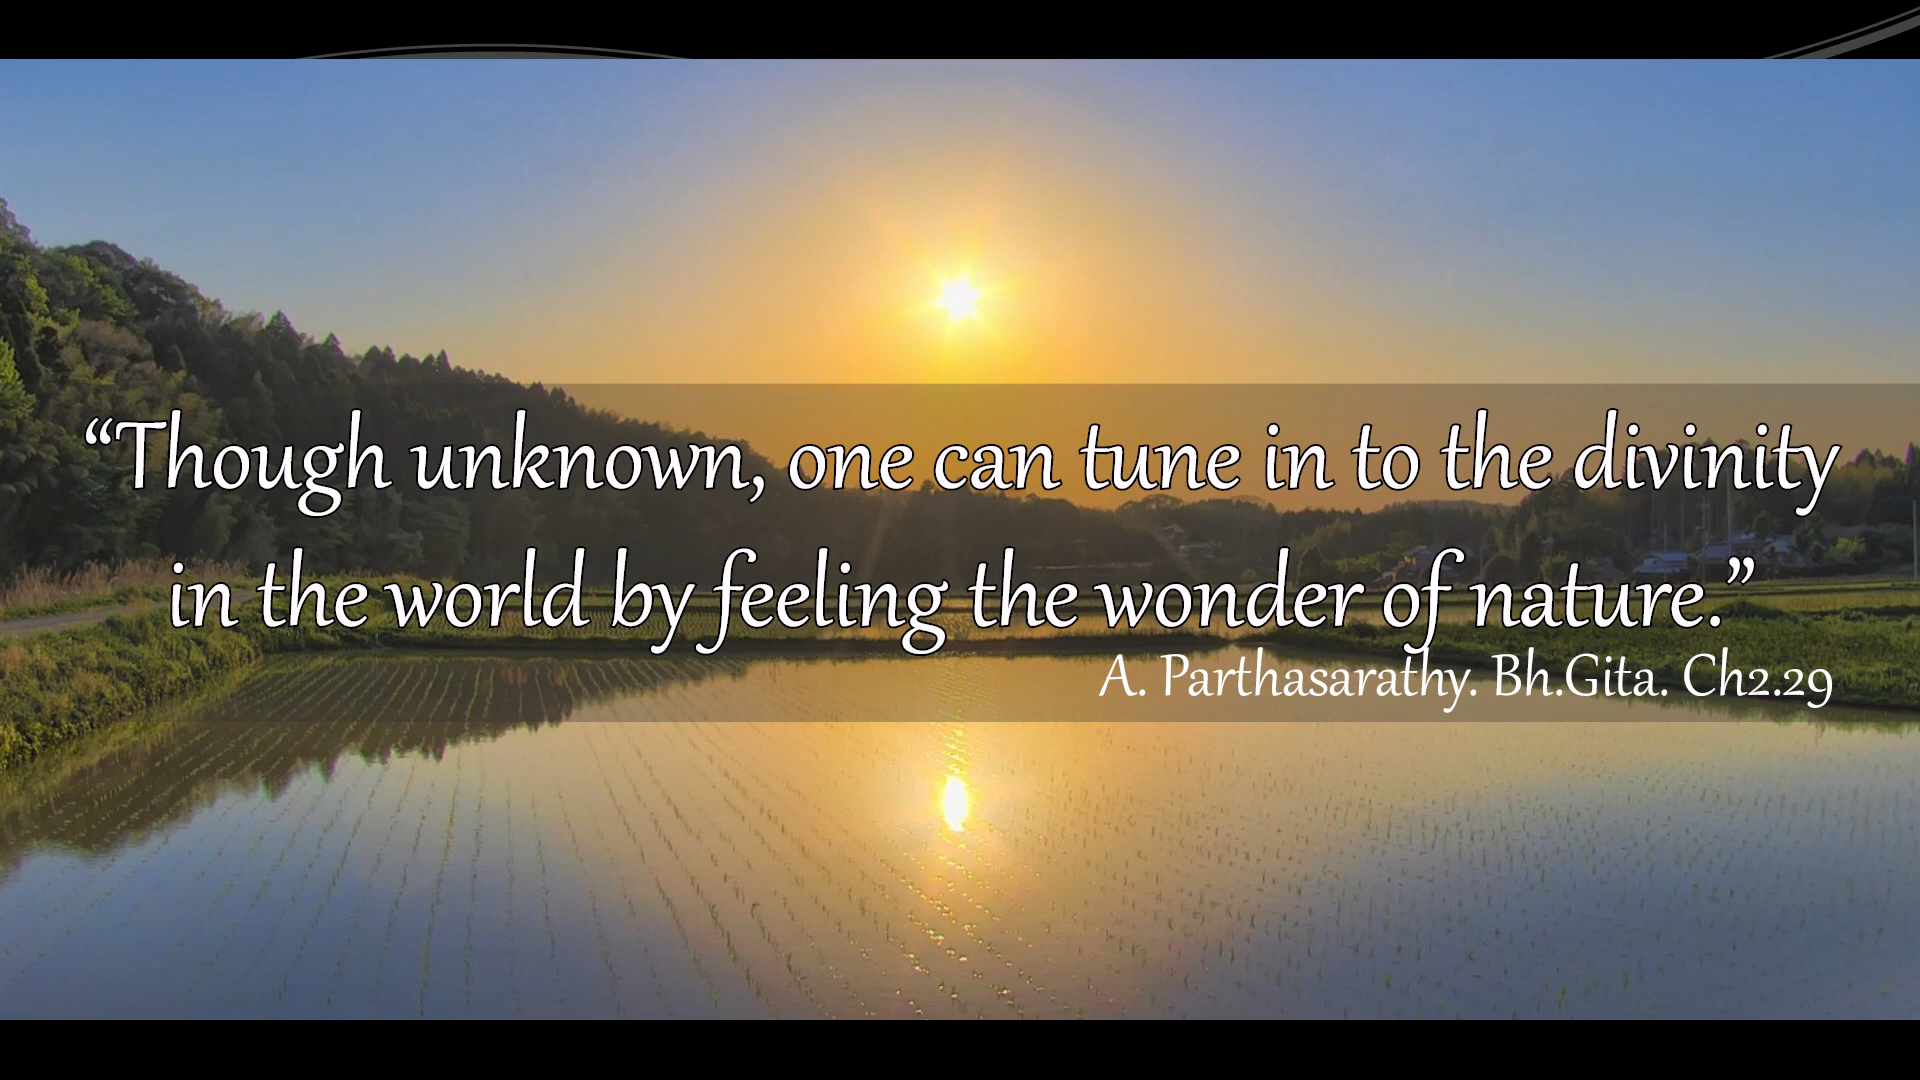 “Though unknown, one can tune in to the divinity
in the world by feeling the wonder of nature.”
A. Parthasarathy. Bh.Gita. Ch2.29